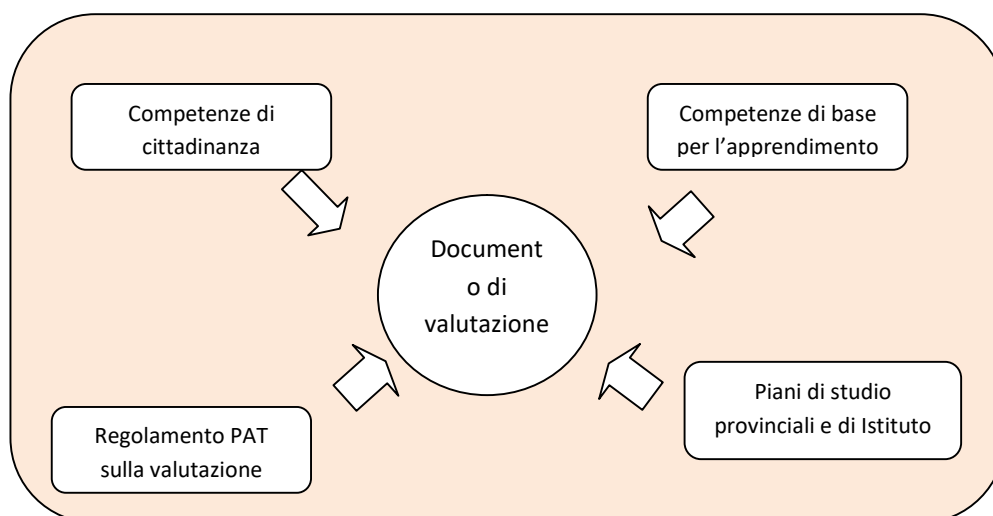 Competenze di
cittadinanza
Competenze di base
per l'apprendimento
Document
o di
valutazione
Regolamento PAT
sulla valutazione
Piani di studio
provinciali e di Istituto